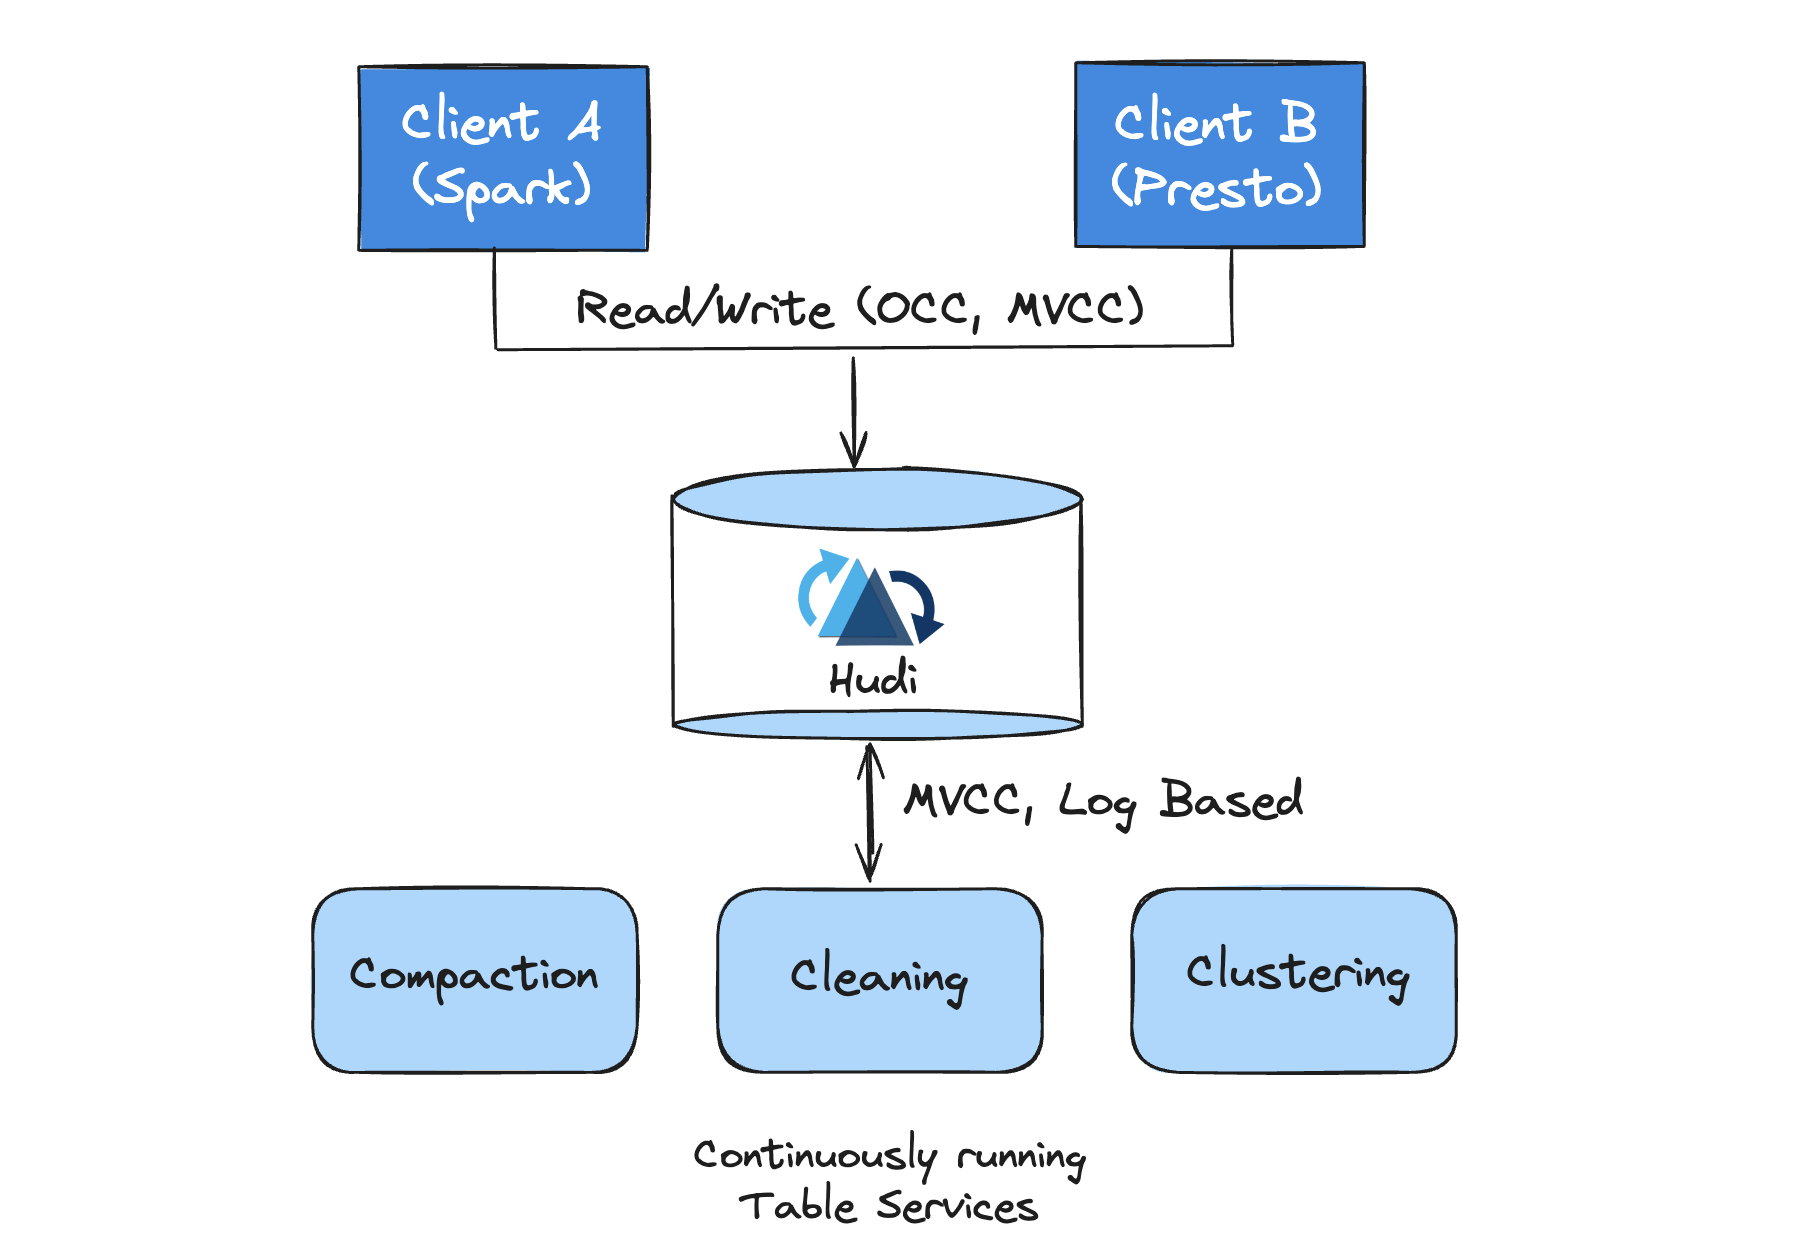 Client A
(Spark)
Client B
(Presto)
Read/Write (OCC, MVCC)
Hudi
MVCC, Log Based
Compaction
Cleaning
Clustering
Continuously running
Table Services